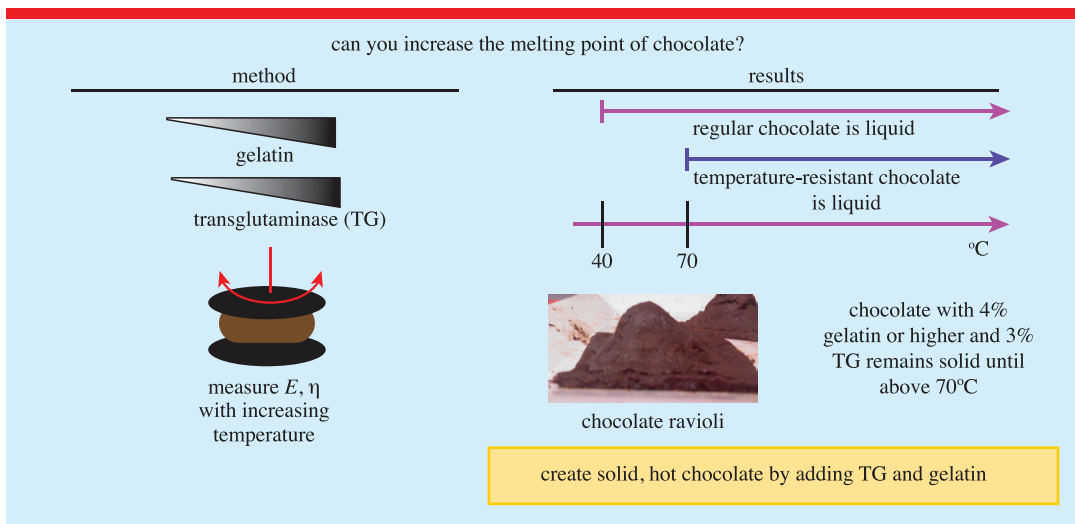 can you increase the melting point of chocolate?
method
gelatin
transglutaminase (TG)
measure E, η
with increasing
temperature
results
regular chocolate is liquid
temperature-resistant chocolate
is liquid
40
70
°C
chocolate ravioli
chocolate with 4%
gelatin or higher and 3%
TG remains solid until
above 70°C
create solid, hot chocolate by adding TG and gelatin